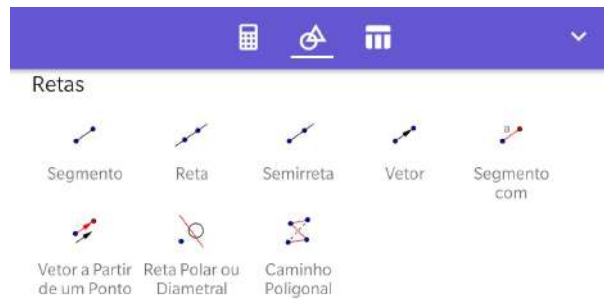 Retas
Segmento Reta Semirreta Vetor Segmento com
Vetor a Partir de um Ponto Reta Polar ou Diametral Caminho Poligonal